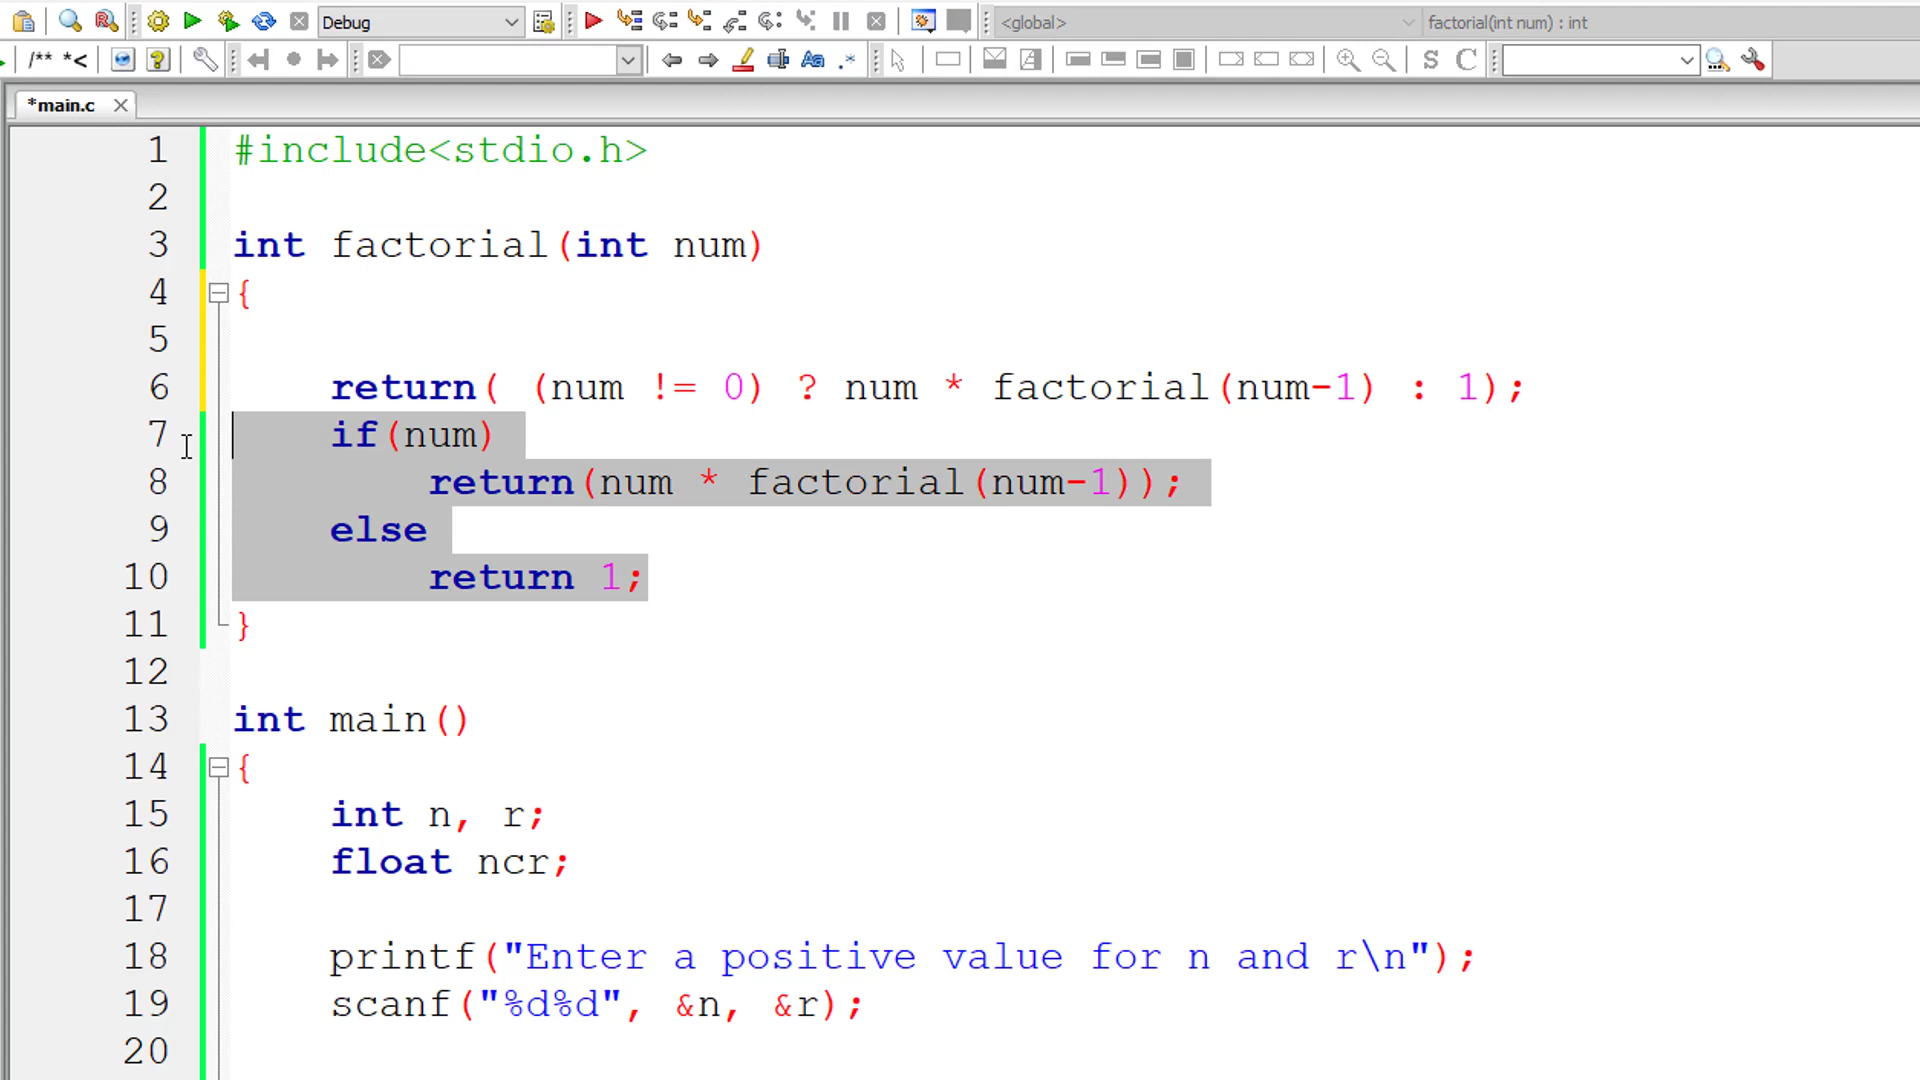 Debug
<global>
factorial(int num) : int
/** *<
S C
*main.c
1 #include<stdio.h>
2
3 int factorial(int num)
4 {
5
6 return( (num != 0) ? num * factorial(num-1) : 1);
7 if(num)
8 return(num * factorial(num-1));
9 else
10 return 1;
11 }
12
13 int main()
14 {
15 int n, r;
16 float ncr;
17
18 printf("Enter a positive value for n and r\n");
19 scanf("%d%d", &n, &r);
20